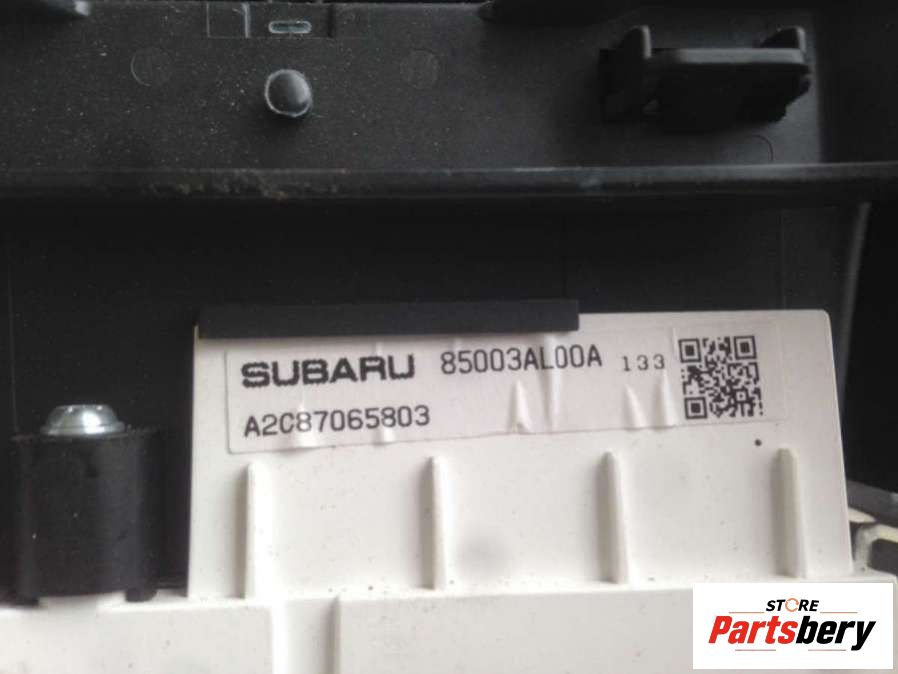 SUBARU 85003AL00A 133
A2C87065803
STORE
Partsbery